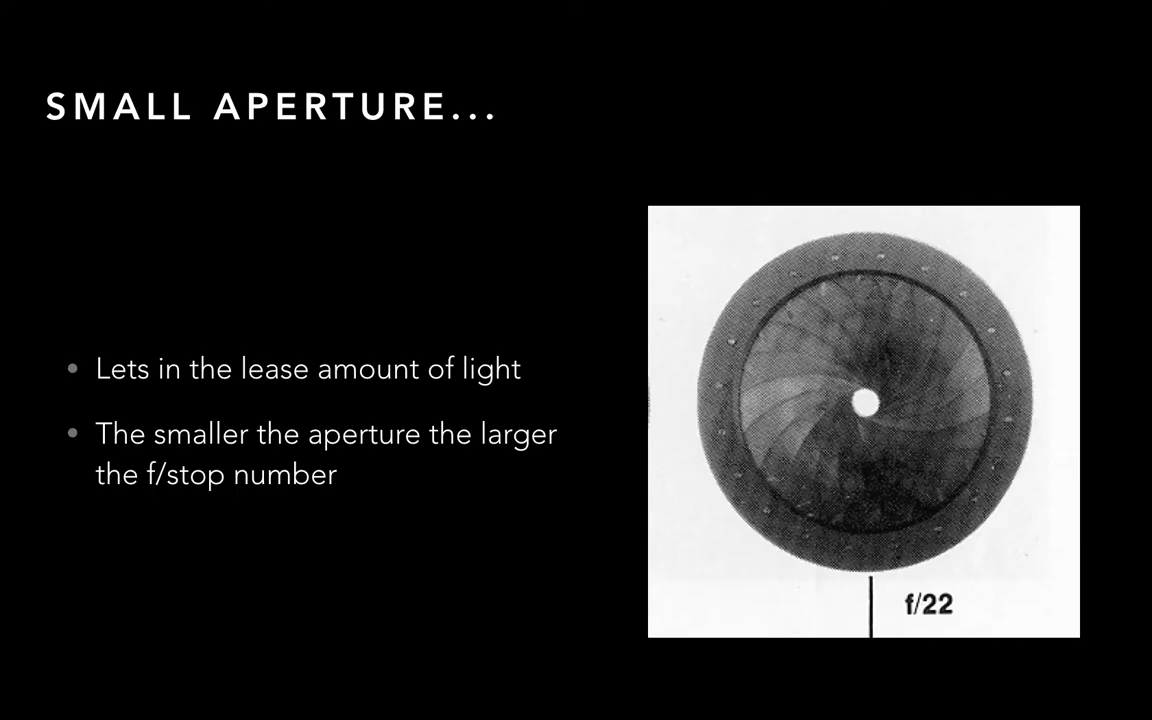 SMALL APERTURE...
Lets in the lease amount of light
The smaller the aperture the larger
the f/stop number
f/22